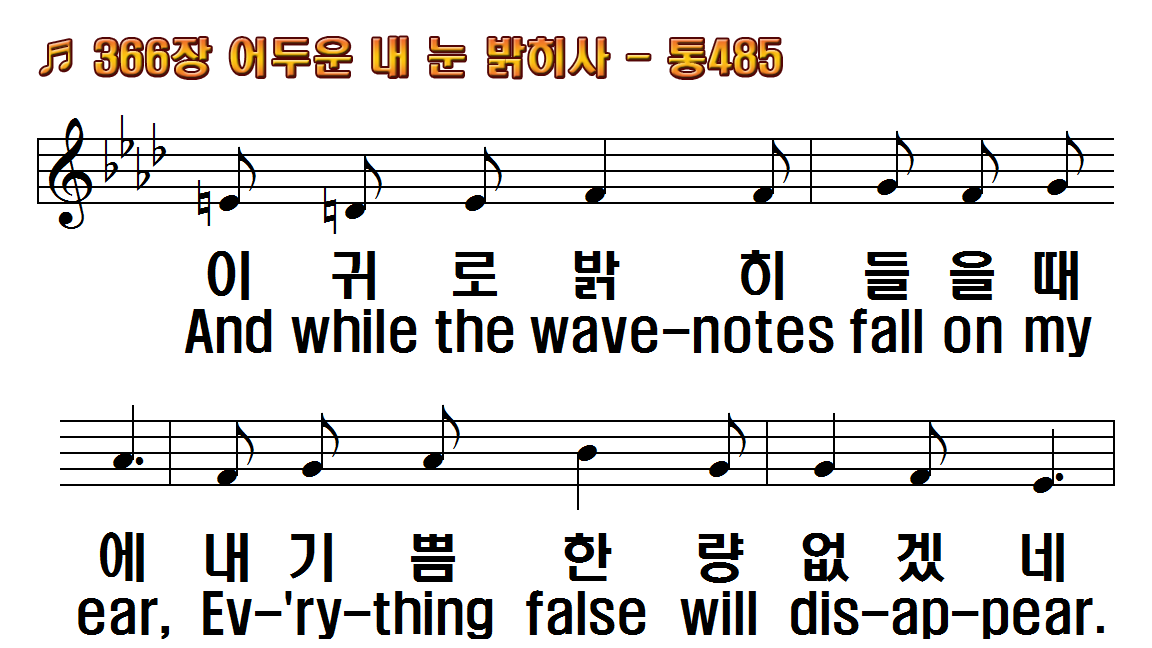 ♬ 366장 어두운 내 눈 밝히사 - 통485
이 귀 로 밝 히 들 을 때
And while the wave-notes fall on my
에 내 기 쁨 한 량 없 겠 네
ear, Ev-'ry-thing false will dis-ap-pear.